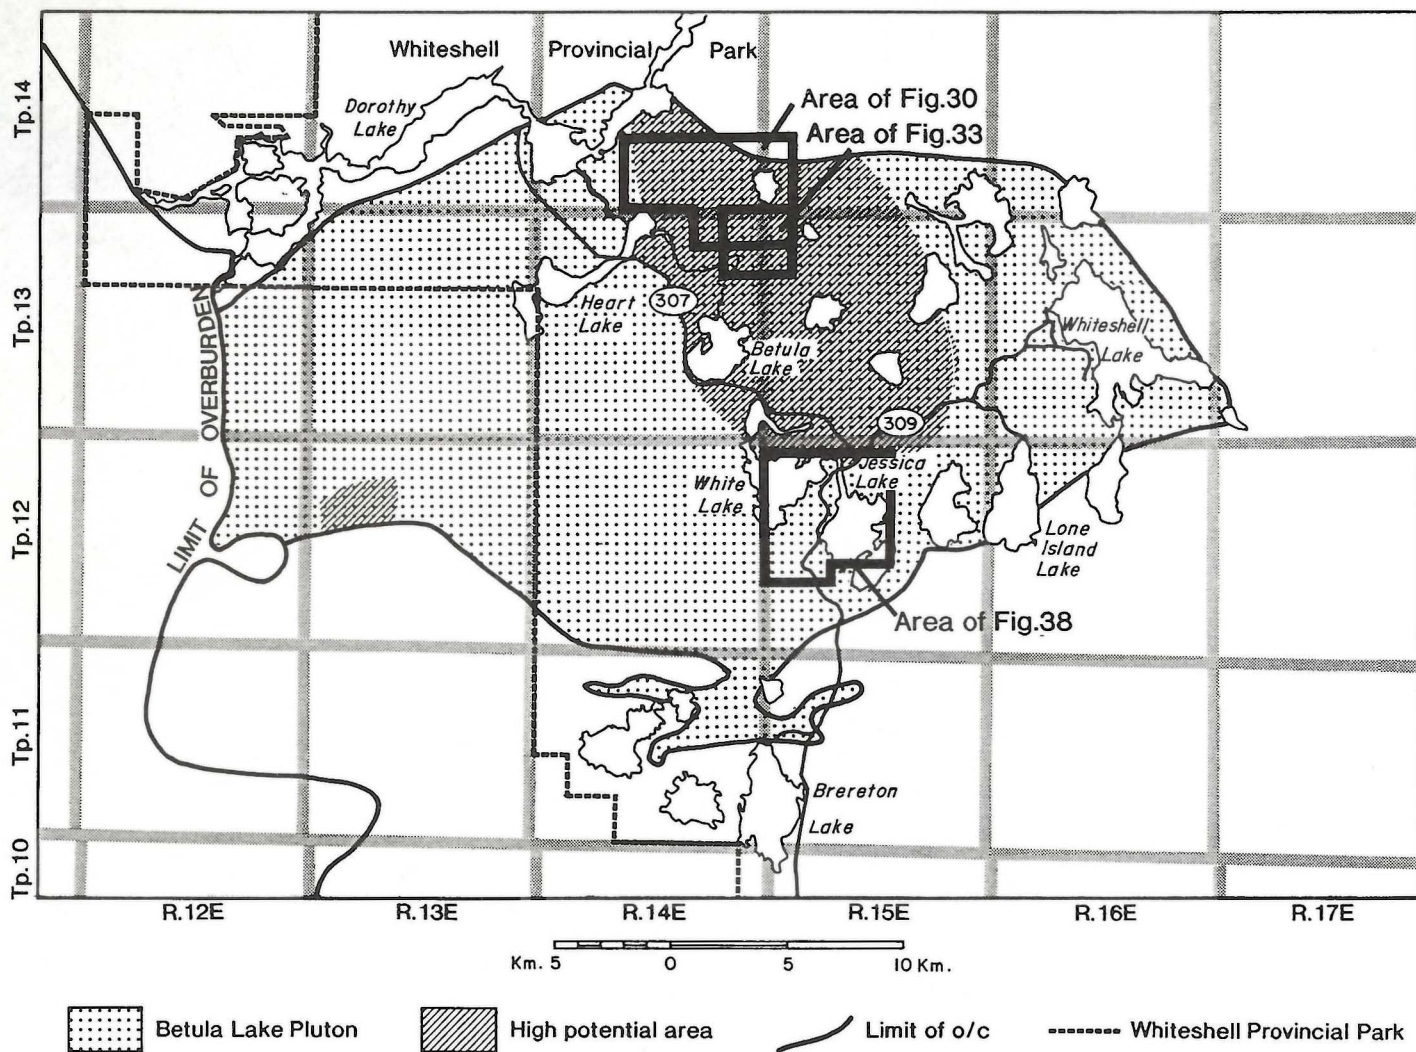 Whiteshell Provincial Park
Tp.14
Dorothy
Lake
Area of Fig.30
Area of Fig.33
Tp.13
LIMIT OF OVERBURDEN
Heart
Lake
307
Betula
Lake
Whiteshell
Lake
309
Tp.12
White
Lake
Jessica
Lake
Lone
Island
Lake
Area of Fig.38
Tp.11
Brereton
Lake
Tp.10
R.12E R.13E R.14E R.15E R.16E R.17E
Km. 5 0 5 10 Km.
Betula Lake Pluton High potential area Limit of o/c Whiteshell Provincial Park